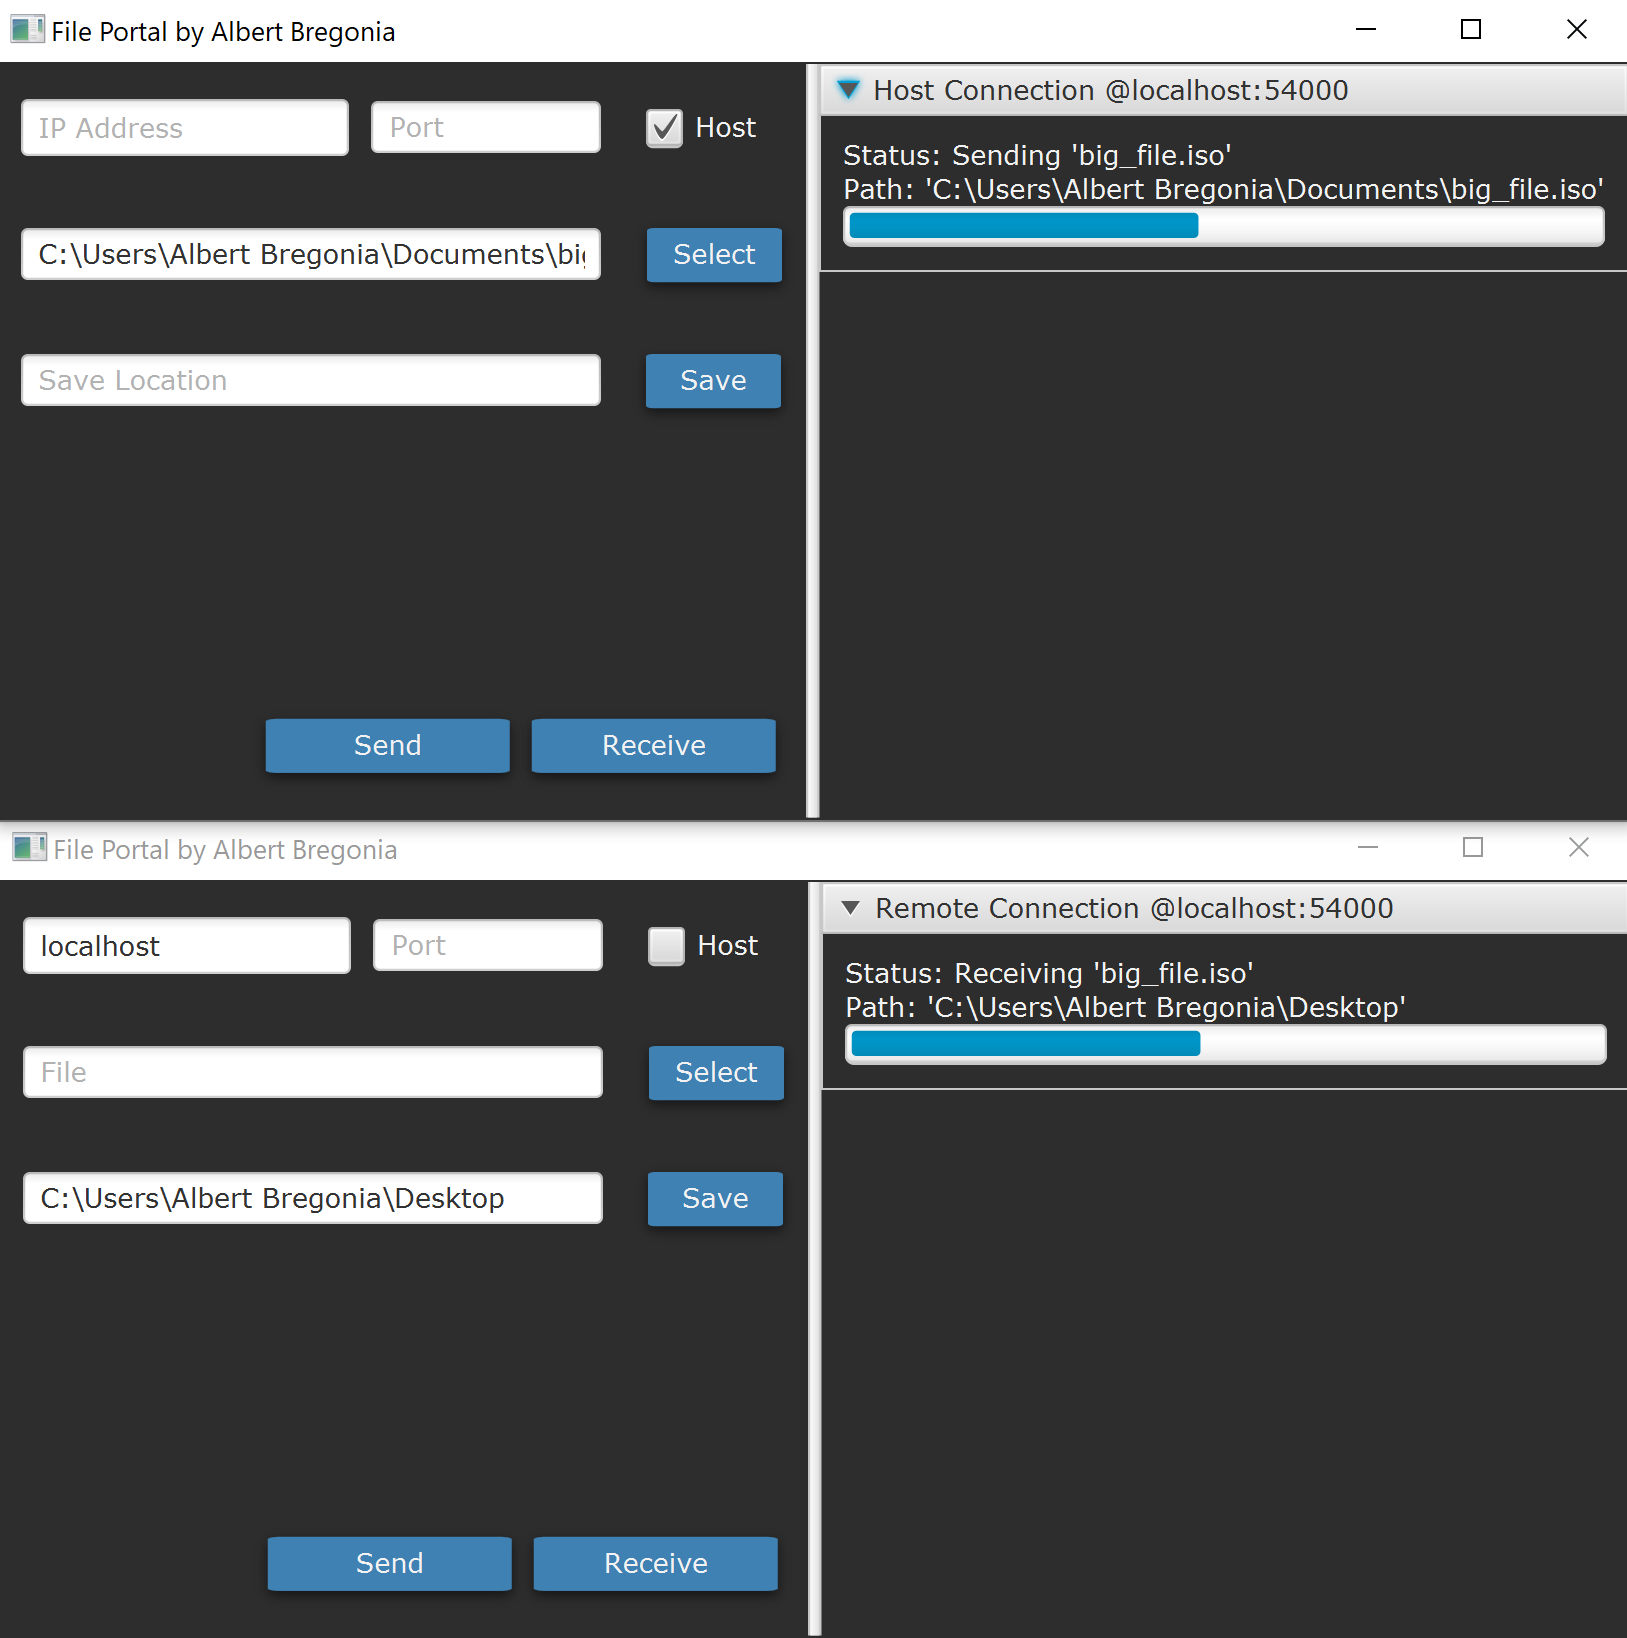 File Portal by Albert Bregonia
IP Address
Port
Host
C:\Users\Albert Bregonia\Documents\big
Select
Save Location
Save
Send
Receive
Host Connection @localhost:54000
Status: Sending 'big_file.iso'
Path: 'C:\Users\Albert Bregonia\Documents\big_file.iso'
File Portal by Albert Bregonia
localhost
Port
Host
File
Select
C:\Users\Albert Bregonia\Desktop
Save
Send
Receive
Remote Connection @localhost:54000
Status: Receiving 'big_file.iso'
Path: 'C:\Users\Albert Bregonia\Desktop'